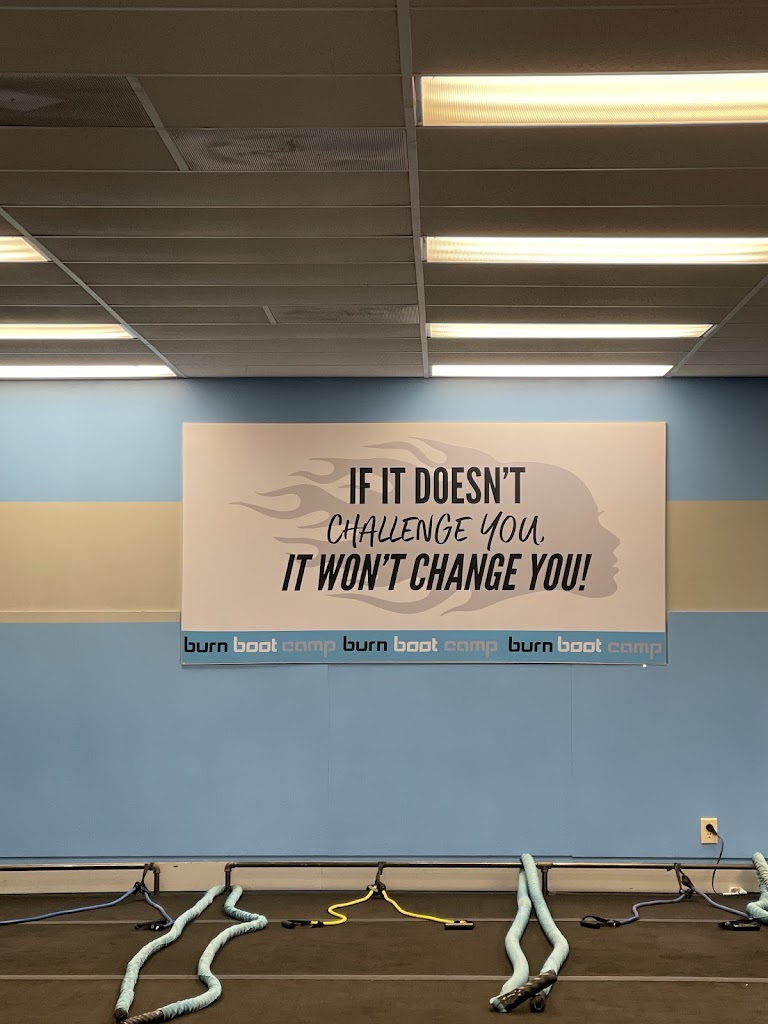 IF IT DOESN'T
CHALLENGE YOU,
IT WON'T CHANGE YOU!
burn boot camp burn boot camp burn boot camp